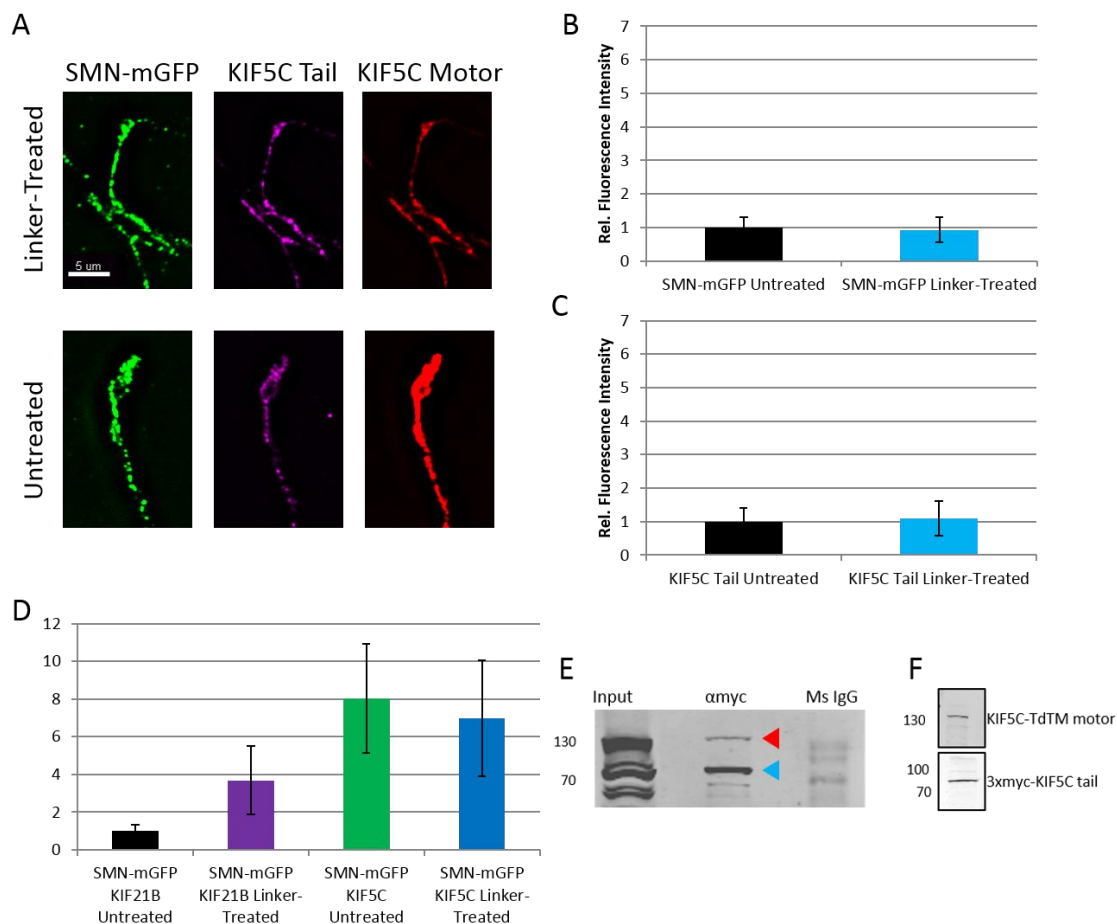 A
SMN-mGFP KIF5C Tail KIF5C Motor
Linker-Treated
5 um
Untreated
B
Rel. Fluorescence Intensity
7
6
5
4
3
2
1
0
SMN-mGFP Untreated SMN-mGFP Linker-Treated
C
Rel. Fluorescence Intensity
7
6
5
4
3
2
1
0
KIF5C Tail Untreated KIF5C Tail Linker-Treated
D
12
10
8
6
4
2
0
SMN-mGFP
KIF21B
Untreated
SMN-mGFP
KIF21B Linker-
Treated
SMN-mGFP
KIF5C
Untreated
SMN-mGFP
KIF5C Linker-
Treated
E
Input αmyc Ms IgG
130
70
F
130
KIF5C-TdTM motor
100
70
3xmyc-KIF5C tail